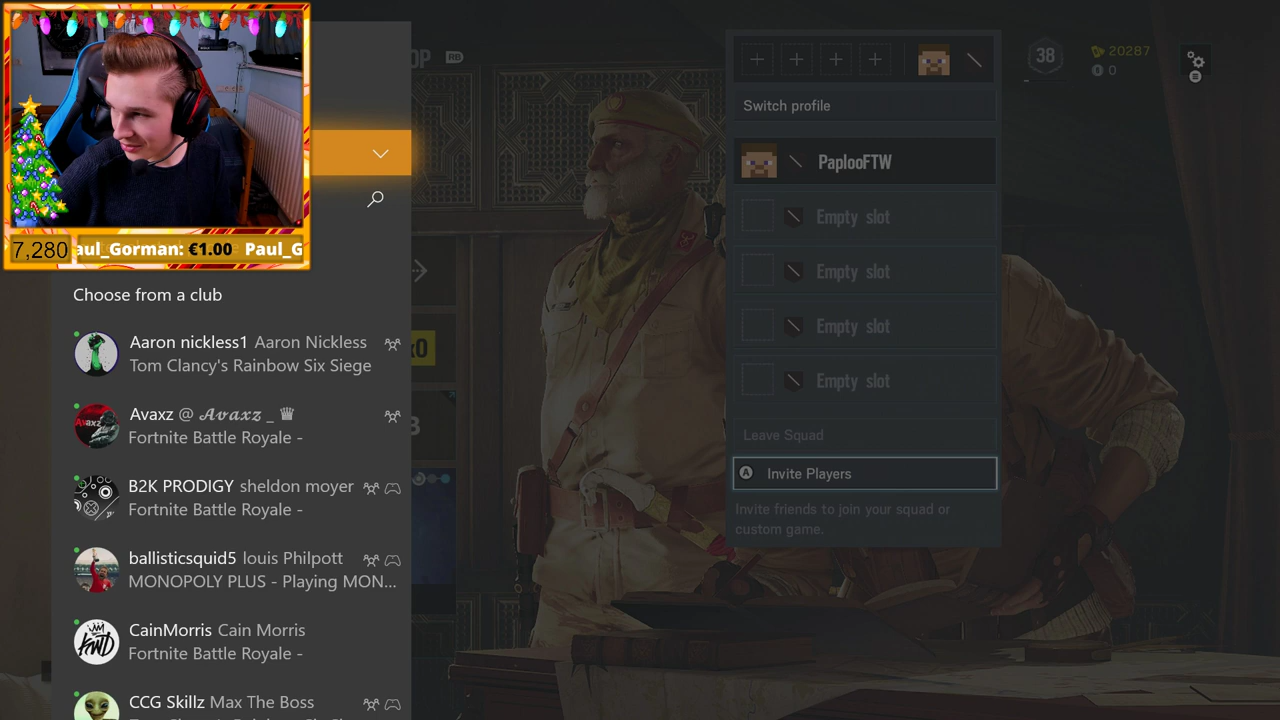 7,280 aul_Gorman: €1.00 Paul_G
Choose from a club
Aaron nickless1 Aaron Nickless
Tom Clancy's Rainbow Six Siege
Avaxz @ 𝓐𝓿𝓪𝔁𝔃 _ ♛
Fortnite Battle Royale -
B2K PRODIGY sheldon moyer
Fortnite Battle Royale -
ballisticsquid5 louis Philpott
MONOPOLY PLUS - Playing MON...
CainMorris Cain Morris
Fortnite Battle Royale -
CCG Skillz Max The Boss
OP RB
38
20287
0
Switch profile
PaplooFTW
Empty slot
Empty slot
Empty slot
Empty slot
Leave Squad
A Invite Players
Invite friends to join your squad or
custom game.